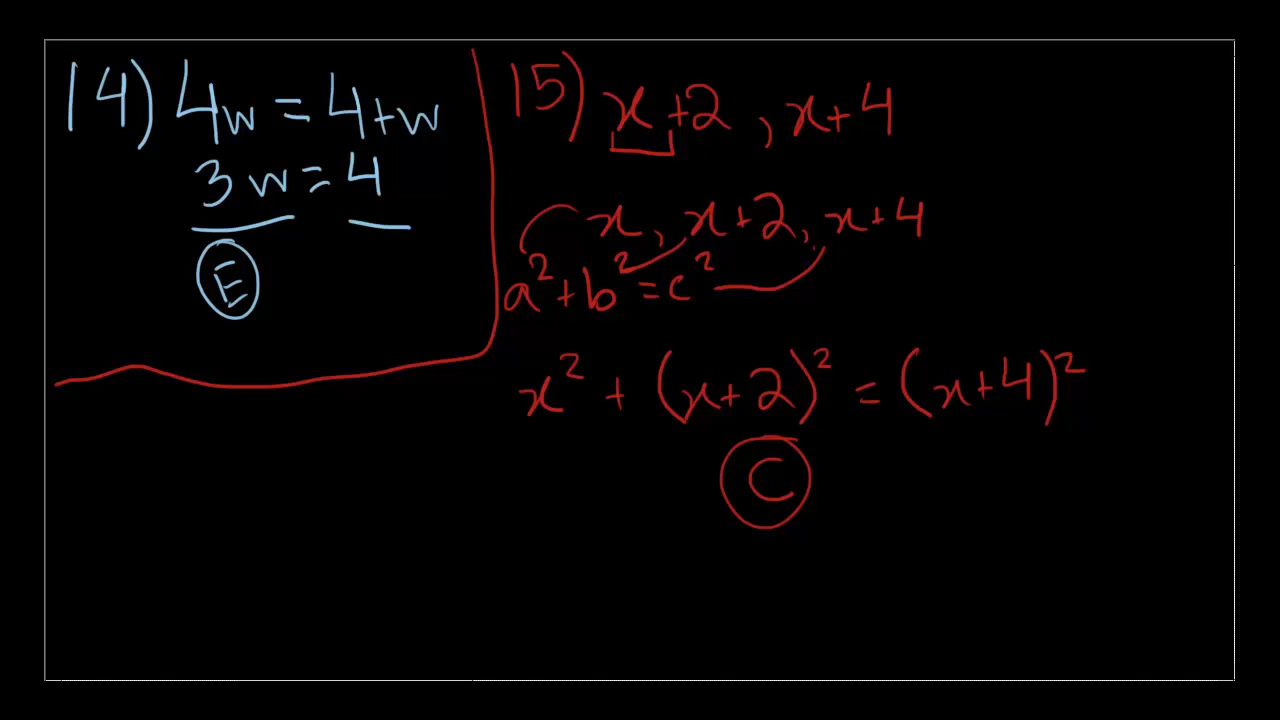 14) 4w = 4+w
3w = 4
E
15) x+2, x+4
x, x+2, x+4
a²+b²=c²
x² + (x+2)² = (x+4)²
C